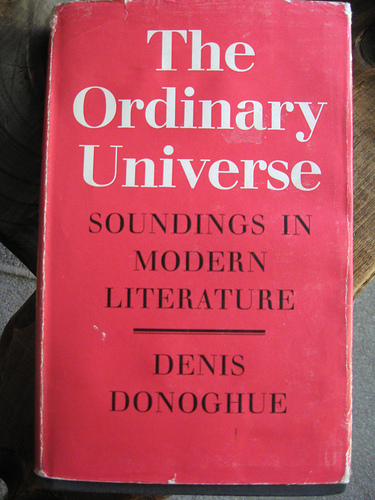 The
Ordinary
Universe
SOUNDINGS IN
MODERN
LITERATURE
DENIS
DONOGHUE